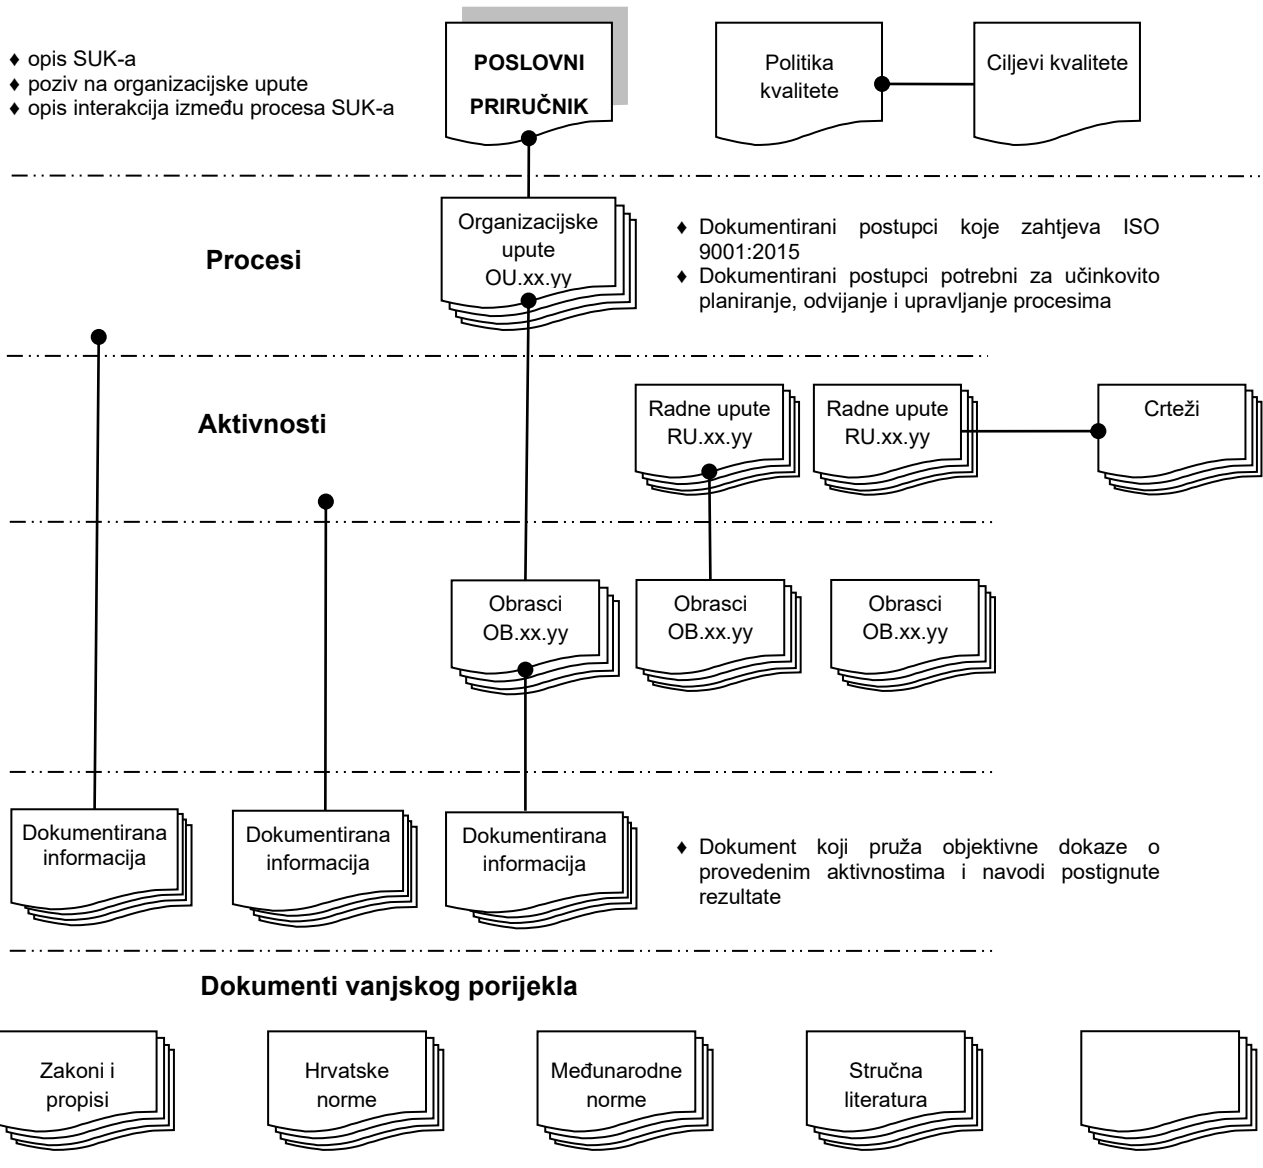 ♦ opis SUK-a
♦ poziv na organizacijske upute
♦ opis interakcija između procesa SUK-a
POSLOVNI
PRIRUČNIK
Politika
kvalitete
Ciljevi kvalitete
Procesi
Organizacijske
upute
OU.xx.yy
♦ Dokumentirani postupci koje zahtjeva ISO
9001:2015
♦ Dokumentirani postupci potrebni za učinkovito
planiranje, odvijanje i upravljanje procesima
Aktivnosti
Radne upute
RU.xx.yy
Radne upute
RU.xx.yy
Crteži
Obrasci
OB.xx.yy
Obrasci
OB.xx.yy
Obrasci
OB.xx.yy
Dokumentirana
informacija
Dokumentirana
informacija
Dokumentirana
informacija
♦ Dokument koji pruža objektivne dokaze o
provedenim aktivnostima i navodi postignute
rezultate
Dokumenti vanjskog porijekla
Zakoni i
propisi
Hrvatske
norme
Međunarodne
norme
Stručna
literatura